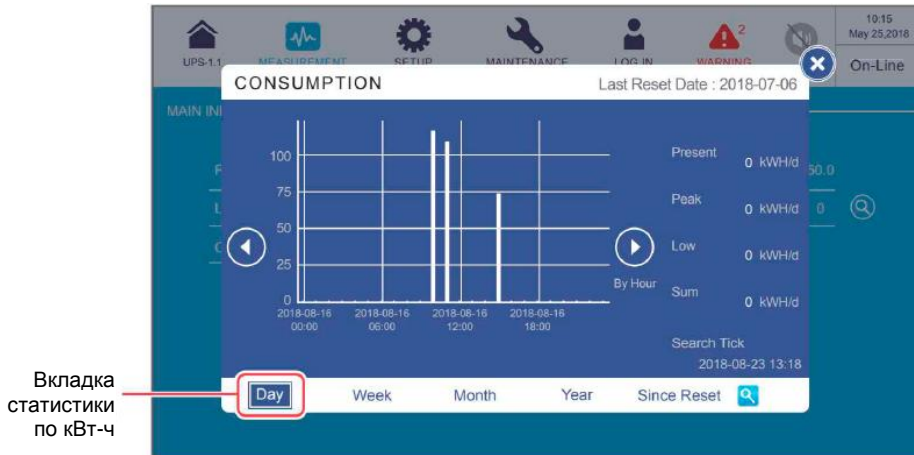 10:15
May 25,2018
UPS-1.1
MEASUREMENT
SETUP
MAINTENANCE
LOG IN
2
WARNING
On-Line
CONSUMPTION
Last Reset Date : 2018-07-06
100
75
50
25
0
2018-08-16
00:00
2018-08-16
06:00
2018-08-16
12:00
2018-08-16
18:00
By Hour
Present
0 kWH/d
Peak
0 kWH/d
Low
0 kWH/d
Sum
0 kWH/d
Search Tick
2018-08-23 13:18
0
Day
Week
Month
Year
Since Reset
Вкладка
статистики
по кВт-ч